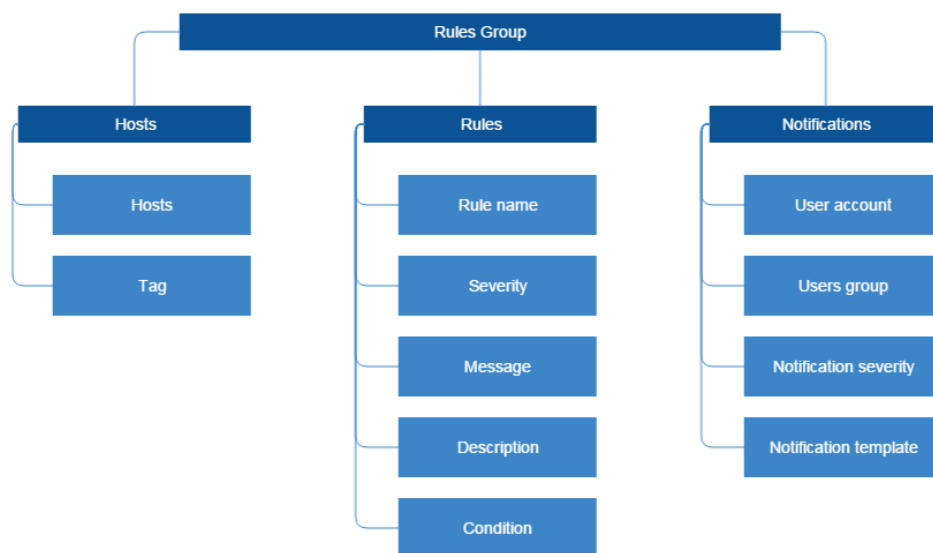 Rules Group
Hosts
Hosts
Tag
Rules
Rule name
Severity
Message
Description
Condition
Notifications
User account
Users group
Notification severity
Notification template